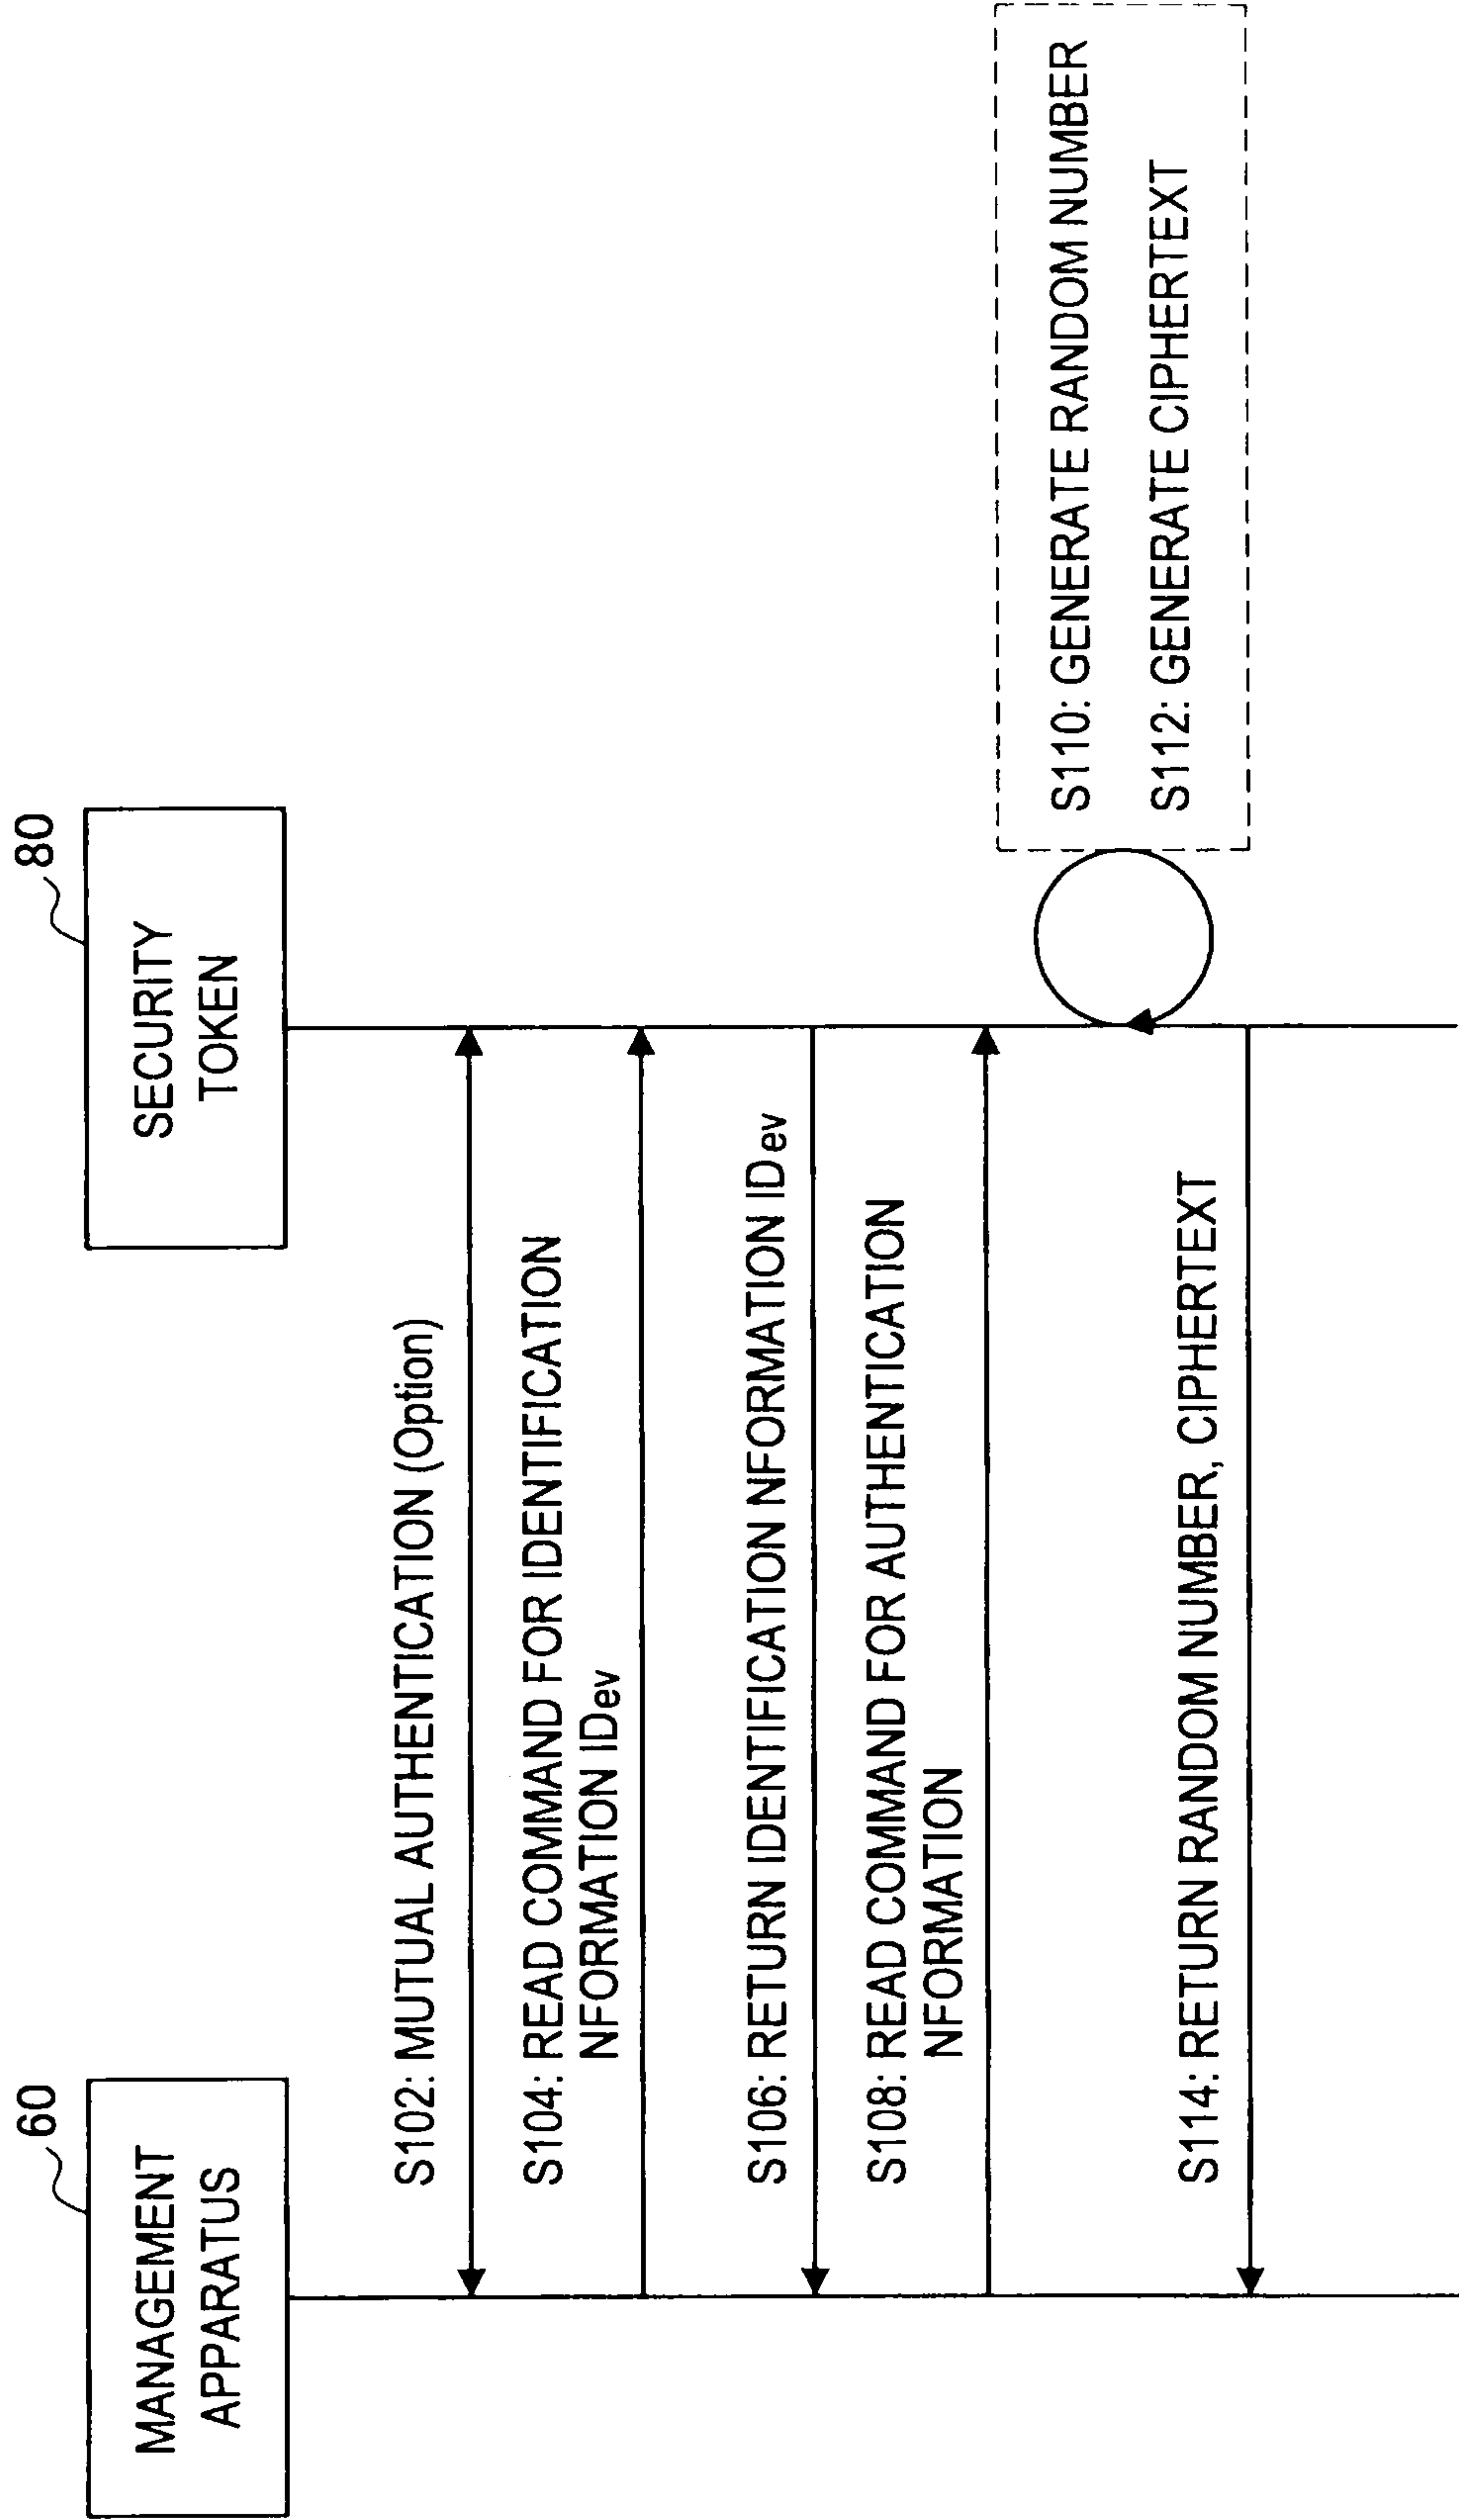 60
MANAGEMENT
APPARATUS
80
SECURITY
TOKEN
S102: MUTUAL AUTHENTICATION (Option)
S104: READ COMMAND FOR IDENTIFICATION
NFORMATION IDev
S106: RETURN IDENTIFICATION NFORMATION IDev
S108: READ COMMAND FOR AUTHENTICATION
NFORMATION
S110: GENERATE RANDOM NUMBER
S112: GENERATE CIPHERTEXT
S114: RETURN RANDOM NUMBER, CIPHERTEXT